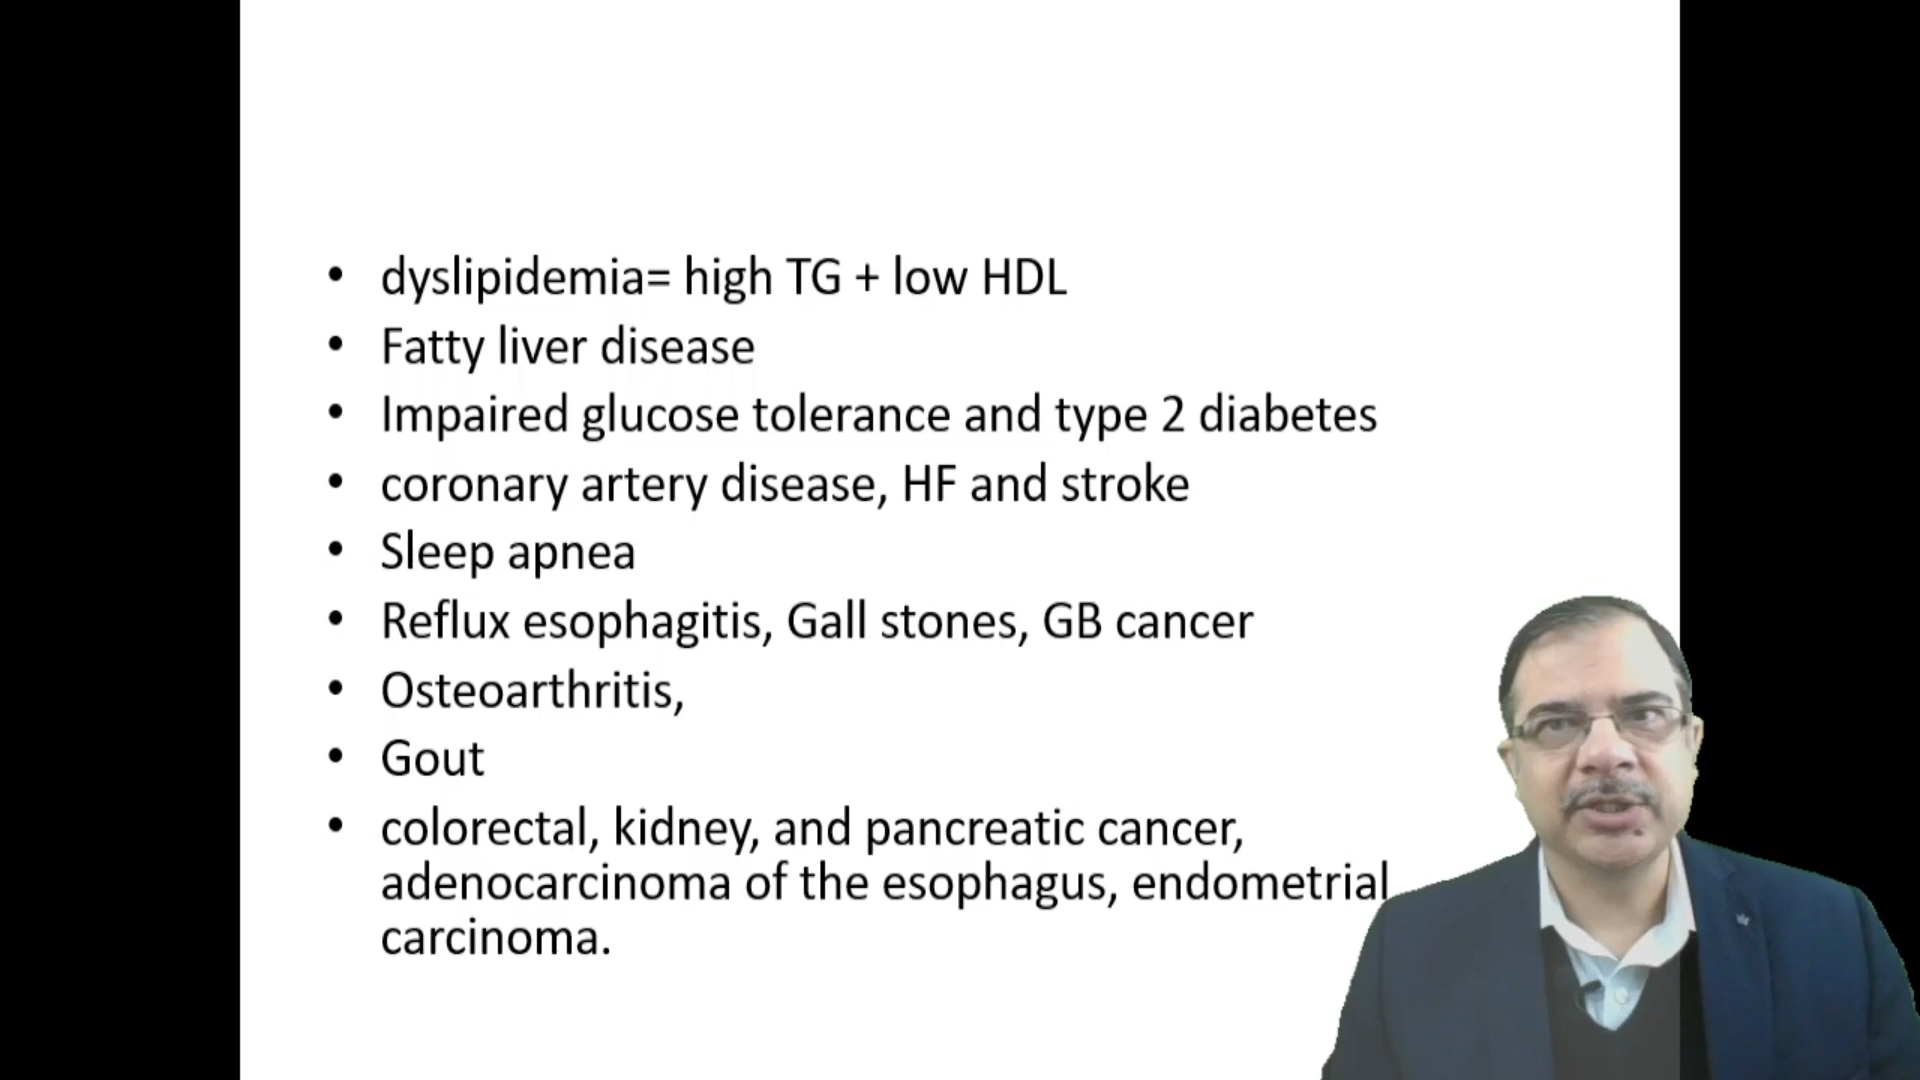 • dyslipidemia= high TG + low HDL
• Fatty liver disease
• Impaired glucose tolerance and type 2 diabetes
• coronary artery disease, HF and stroke
• Sleep apnea
• Reflux esophagitis, Gall stones, GB cancer
• Osteoarthritis,
• Gout
• colorectal, kidney, and pancreatic cancer,
adenocarcinoma of the esophagus, endometrial
carcinoma.